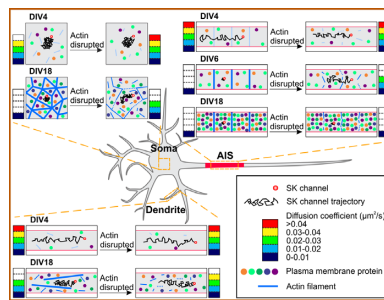 DIV4
Actin
disrupted
DIV18
Actin
disrupted
DIV4
Actin
disrupted
DIV6
Actin
disrupted
DIV18
Actin
disrupted
Soma
AIS
Dendrite
DIV4
Actin
disrupted
DIV18
Actin
disrupted
SK channel
SK channel trajectory
Diffusion coefficient (μm²/s)
>0.04
0.03-0.04
0.02-0.03
0.01-0.02
0-0.01
Plasma membrane protein
Actin filament